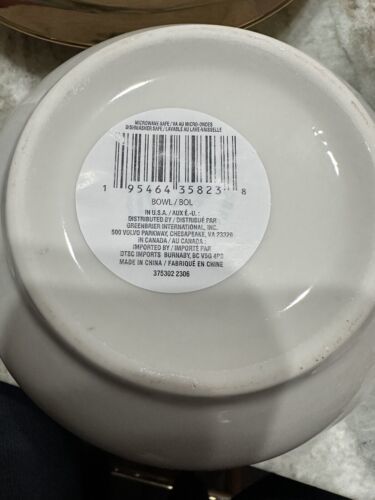 MICROWAVE SAFE / VA AU MICRO-ONDES
DISHWASHER SAFE / LAVABLE AU LAVE-VAISSELLE
1 95464 35823 8
BOWL / BOL
IN U.S.A. / AUX É.-U. :
DISTRIBUTED BY / DISTRIBUÉ PAR
GREENBRIER INTERNATIONAL, INC.
500 VOLVO PARKWAY, CHESAPEAKE, VA 23320
IN CANADA / AU CANADA :
IMPORTED BY / IMPORTÉ PAR
DTSC IMPORTS BURNABY, BC V5G 4P3
MADE IN CHINA / FABRIQUÉ EN CHINE
375302 2306